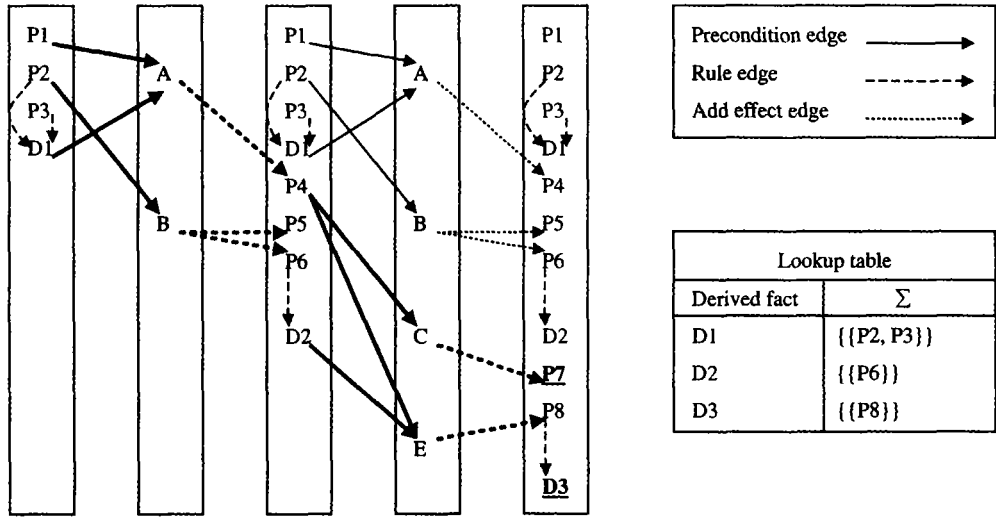 P1 P1 P1
P2 A P2 A P2
P3 P3 P3
D1 D1 D1
P4 P4
B P5 B P5
P6 P6
D2 C D2
P7
P8
E
D3
Precondition edge
Rule edge
Add effect edge
Lookup table
Derived fact Σ
D1 {{P2, P3}}
D2 {{P6}}
D3 {{P8}}